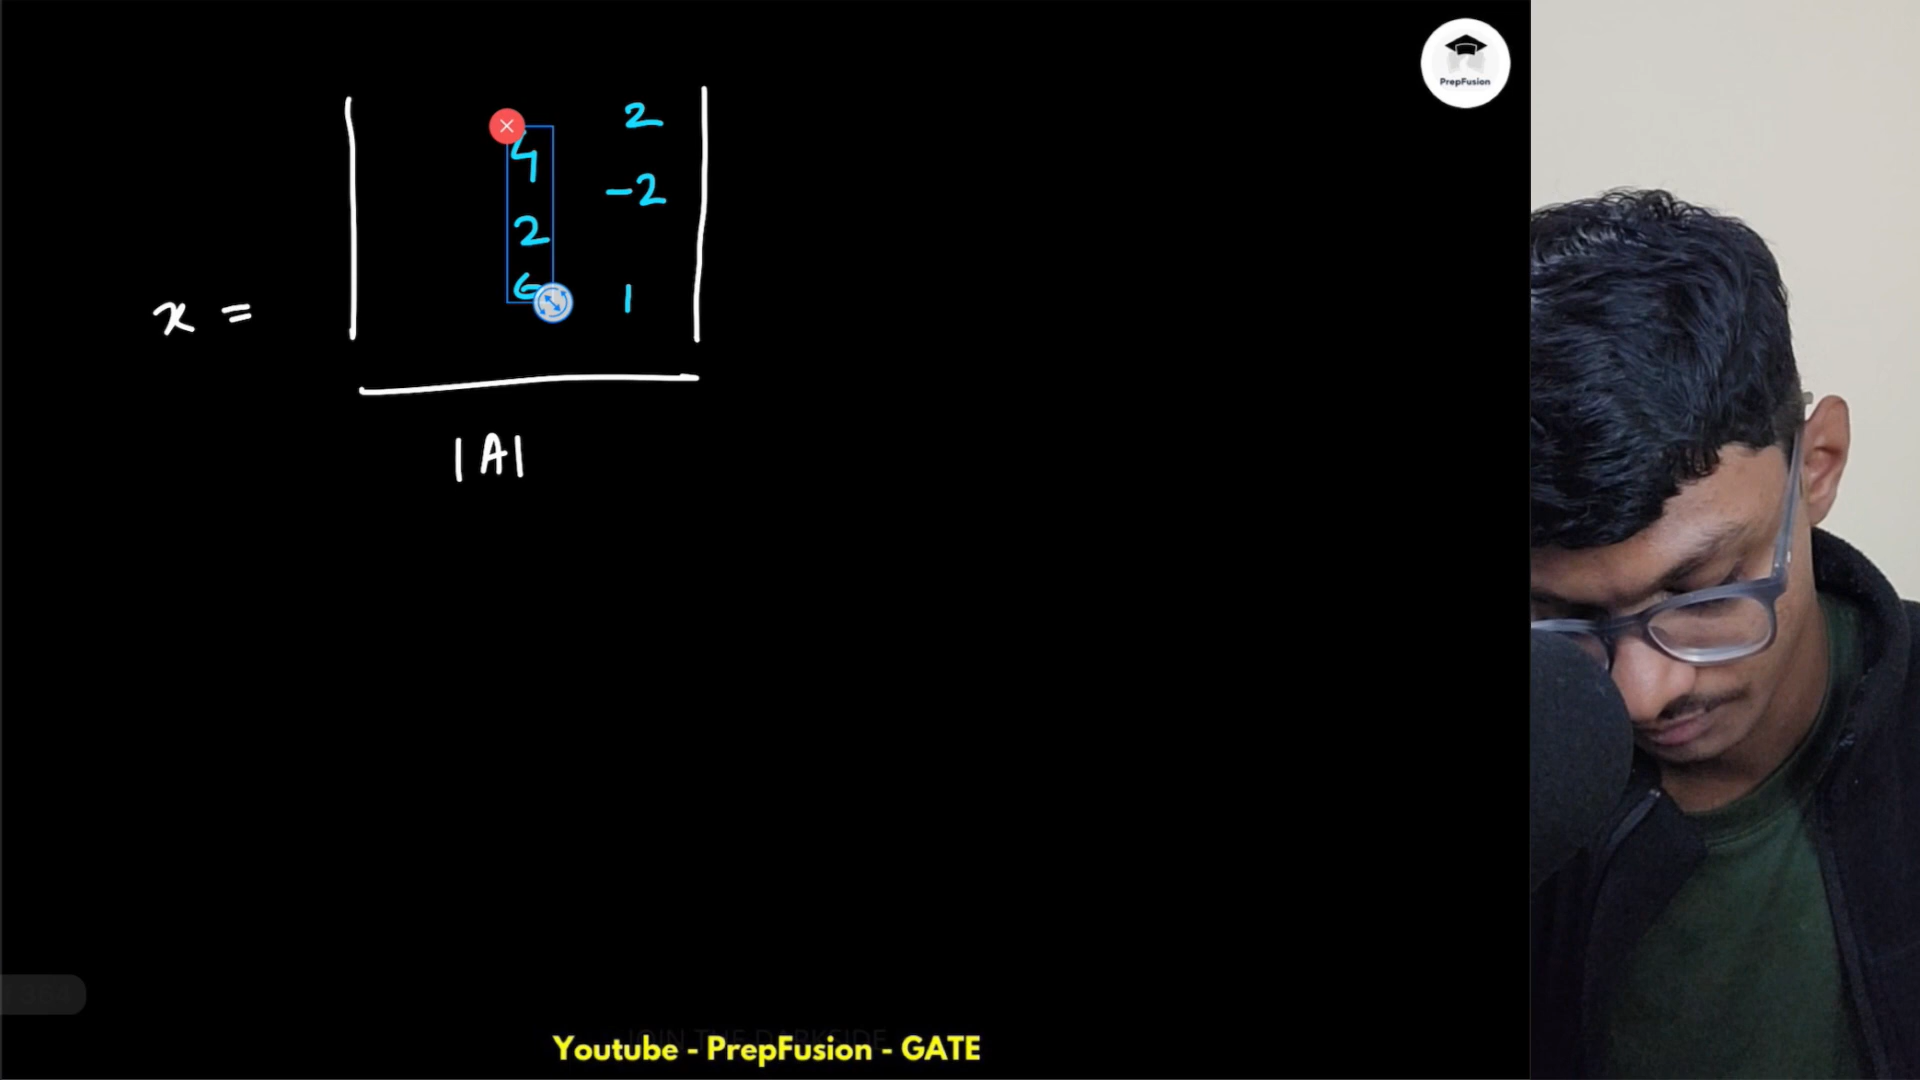 4 2
2 -2
6 1
x =
|A|
PrepFusion
Youtube - PrepFusion - GATE